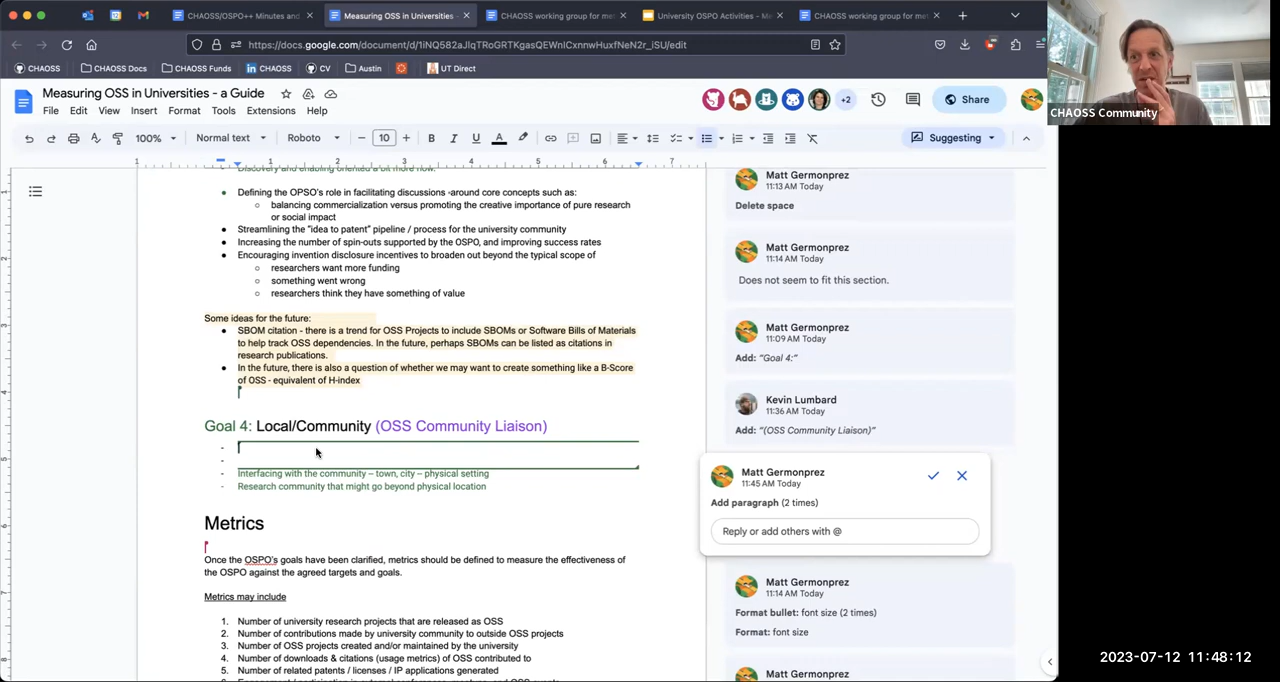 CHAOSS/OSPO++ Minutes and
Measuring OSS in Universities -
CHAOSS working group for me
University OSPO Activities - Me
CHAOSS working group for me
https://docs.google.com/document/d/1iNQ582aJlqTRoGRTKgasQEWnICxnnwHuxfNeN2r_iSU/edit
CHAOSS
CHAOSS Docs
CHAOSS Funds
CHAOSS
CV
Austin
UT Direct
CHAOSS Community
Measuring OSS in Universities - a Guide
File Edit View Insert Format Tools Extensions Help
+2
Share
100%
Normal text
Roboto
10
B I U A
Suggesting
1 1 2 3 4 5 6 7
Defining the OPSO's role in facilitating discussions -around core concepts such as:
balancing commercialization versus promoting the creative importance of pure research
or social impact
Streamlining the "idea to patent" pipeline / process for the university community
Increasing the number of spin-outs supported by the OSPO, and improving success rates
Encouraging invention disclosure incentives to broaden out beyond the typical scope of
researchers want more funding
something went wrong
researchers think they have something of value
Some ideas for the future:
SBOM citation - there is a trend for OSS Projects to include SBOMs or Software Bills of Materials
to help track OSS dependencies. In the future, perhaps SBOMs can be listed as citations in
research publications.
In the future, there is also a question of whether we may want to create something like a B-Score
of OSS - equivalent of H-index
Goal 4: Local/Community (OSS Community Liaison)
-
-
- Interfacing with the community – town, city – physical setting
- Research community that might go beyond physical location
Metrics
Once the OSPO's goals have been clarified, metrics should be defined to measure the effectiveness of
the OSPO against the agreed targets and goals.
Metrics may include
1. Number of university research projects that are released as OSS
2. Number of contributions made by university community to outside OSS projects
3. Number of OSS projects created and/or maintained by the university
4. Number of downloads & citations (usage metrics) of OSS contributed to
5. Number of related patents / licenses / IP applications generated
Matt Germonprez
11:13 AM Today
Delete space
Matt Germonprez
11:14 AM Today
Does not seem to fit this section.
Matt Germonprez
11:09 AM Today
Add: "Goal 4:"
Kevin Lumbard
11:36 AM Today
Add: "(OSS Community Liaison)"
Matt Germonprez
11:45 AM Today
Add paragraph (2 times)
Reply or add others with @
Matt Germonprez
11:14 AM Today
Format bullet: font size (2 times)
Format: font size
Matt Germonprez
2023-07-12 11:48:12